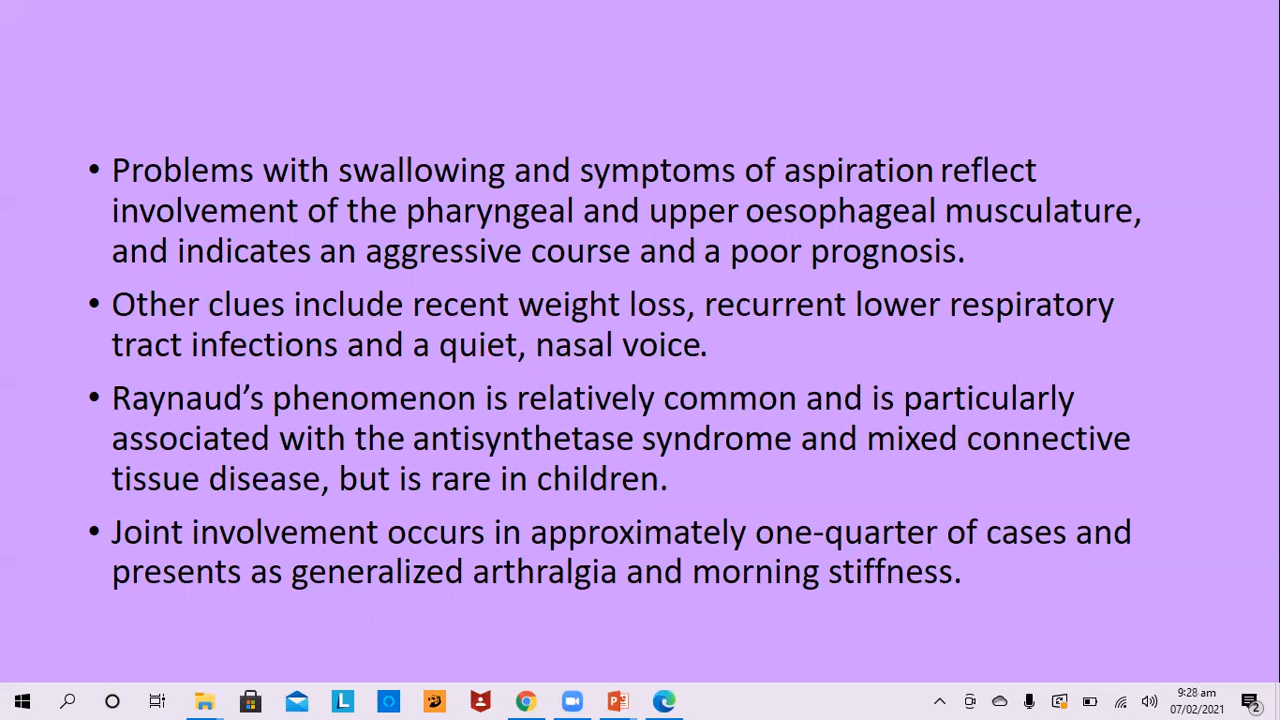 • Problems with swallowing and symptoms of aspiration reflect
involvement of the pharyngeal and upper oesophageal musculature,
and indicates an aggressive course and a poor prognosis.
• Other clues include recent weight loss, recurrent lower respiratory
tract infections and a quiet, nasal voice.
• Raynaud’s phenomenon is relatively common and is particularly
associated with the antisynthetase syndrome and mixed connective
tissue disease, but is rare in children.
• Joint involvement occurs in approximately one-quarter of cases and
presents as generalized arthralgia and morning stiffness.
L
9:28 am
07/02/2021
2